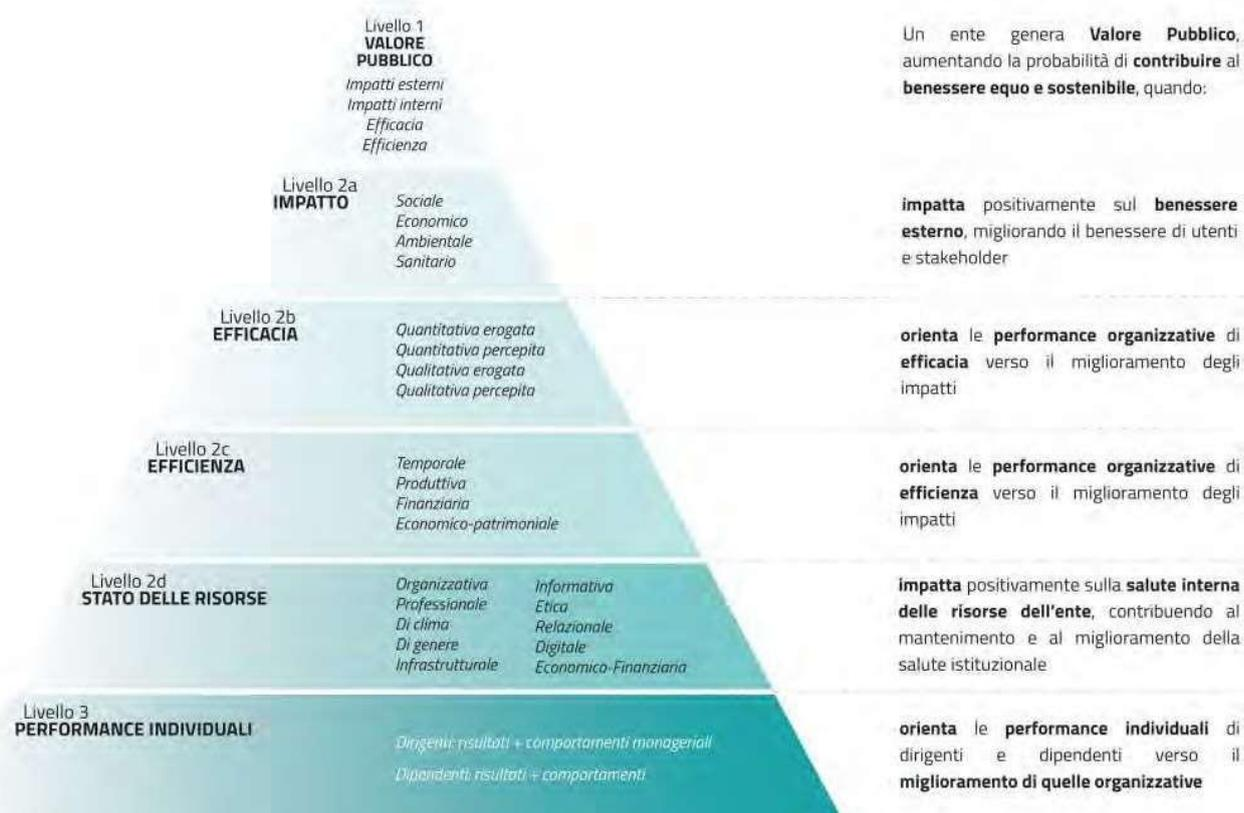 Livello 1
VALORE
PUBBLICO
Impatti esterni
Impatti interni
Efficacia
Efficienza
Un ente genera Valore Pubblico,
aumentando la probabilità di contribuire al
benessere equo e sostenibile, quando:
Livello 2a
IMPATTO
Sociale
Economico
Ambientale
Sanitario
impatta positivamente sul benessere
esterno, migliorando il benessere di utenti
e stakeholder
Livello 2b
EFFICACIA
Quantitativa erogata
Quantitativa percepita
Qualitativa erogata
Qualitativa percepita
orienta le performance organizzative di
efficacia verso il miglioramento degli
impatti
Livello 2c
EFFICIENZA
Temporale
Produttiva
Finanziaria
Economico-patrimoniale
orienta le performance organizzative di
efficienza verso il miglioramento degli
impatti
Livello 2d
STATO DELLE RISORSE
Organizzativa
Professionale
Di clima
Di genere
Infrastrutturale
Informativa
Etica
Relazionale
Digitale
Economico-Finanziaria
impatta positivamente sulla salute interna
delle risorse dell'ente, contribuendo al
mantenimento e al miglioramento della
salute istituzionale
Livello 3
PERFORMANCE INDIVIDUALI
Dirigenti: risultati + comportamenti manageriali
Dipendenti: risultati + comportamenti
orienta le performance individuali di
dirigenti e dipendenti verso il
miglioramento di quelle organizzative